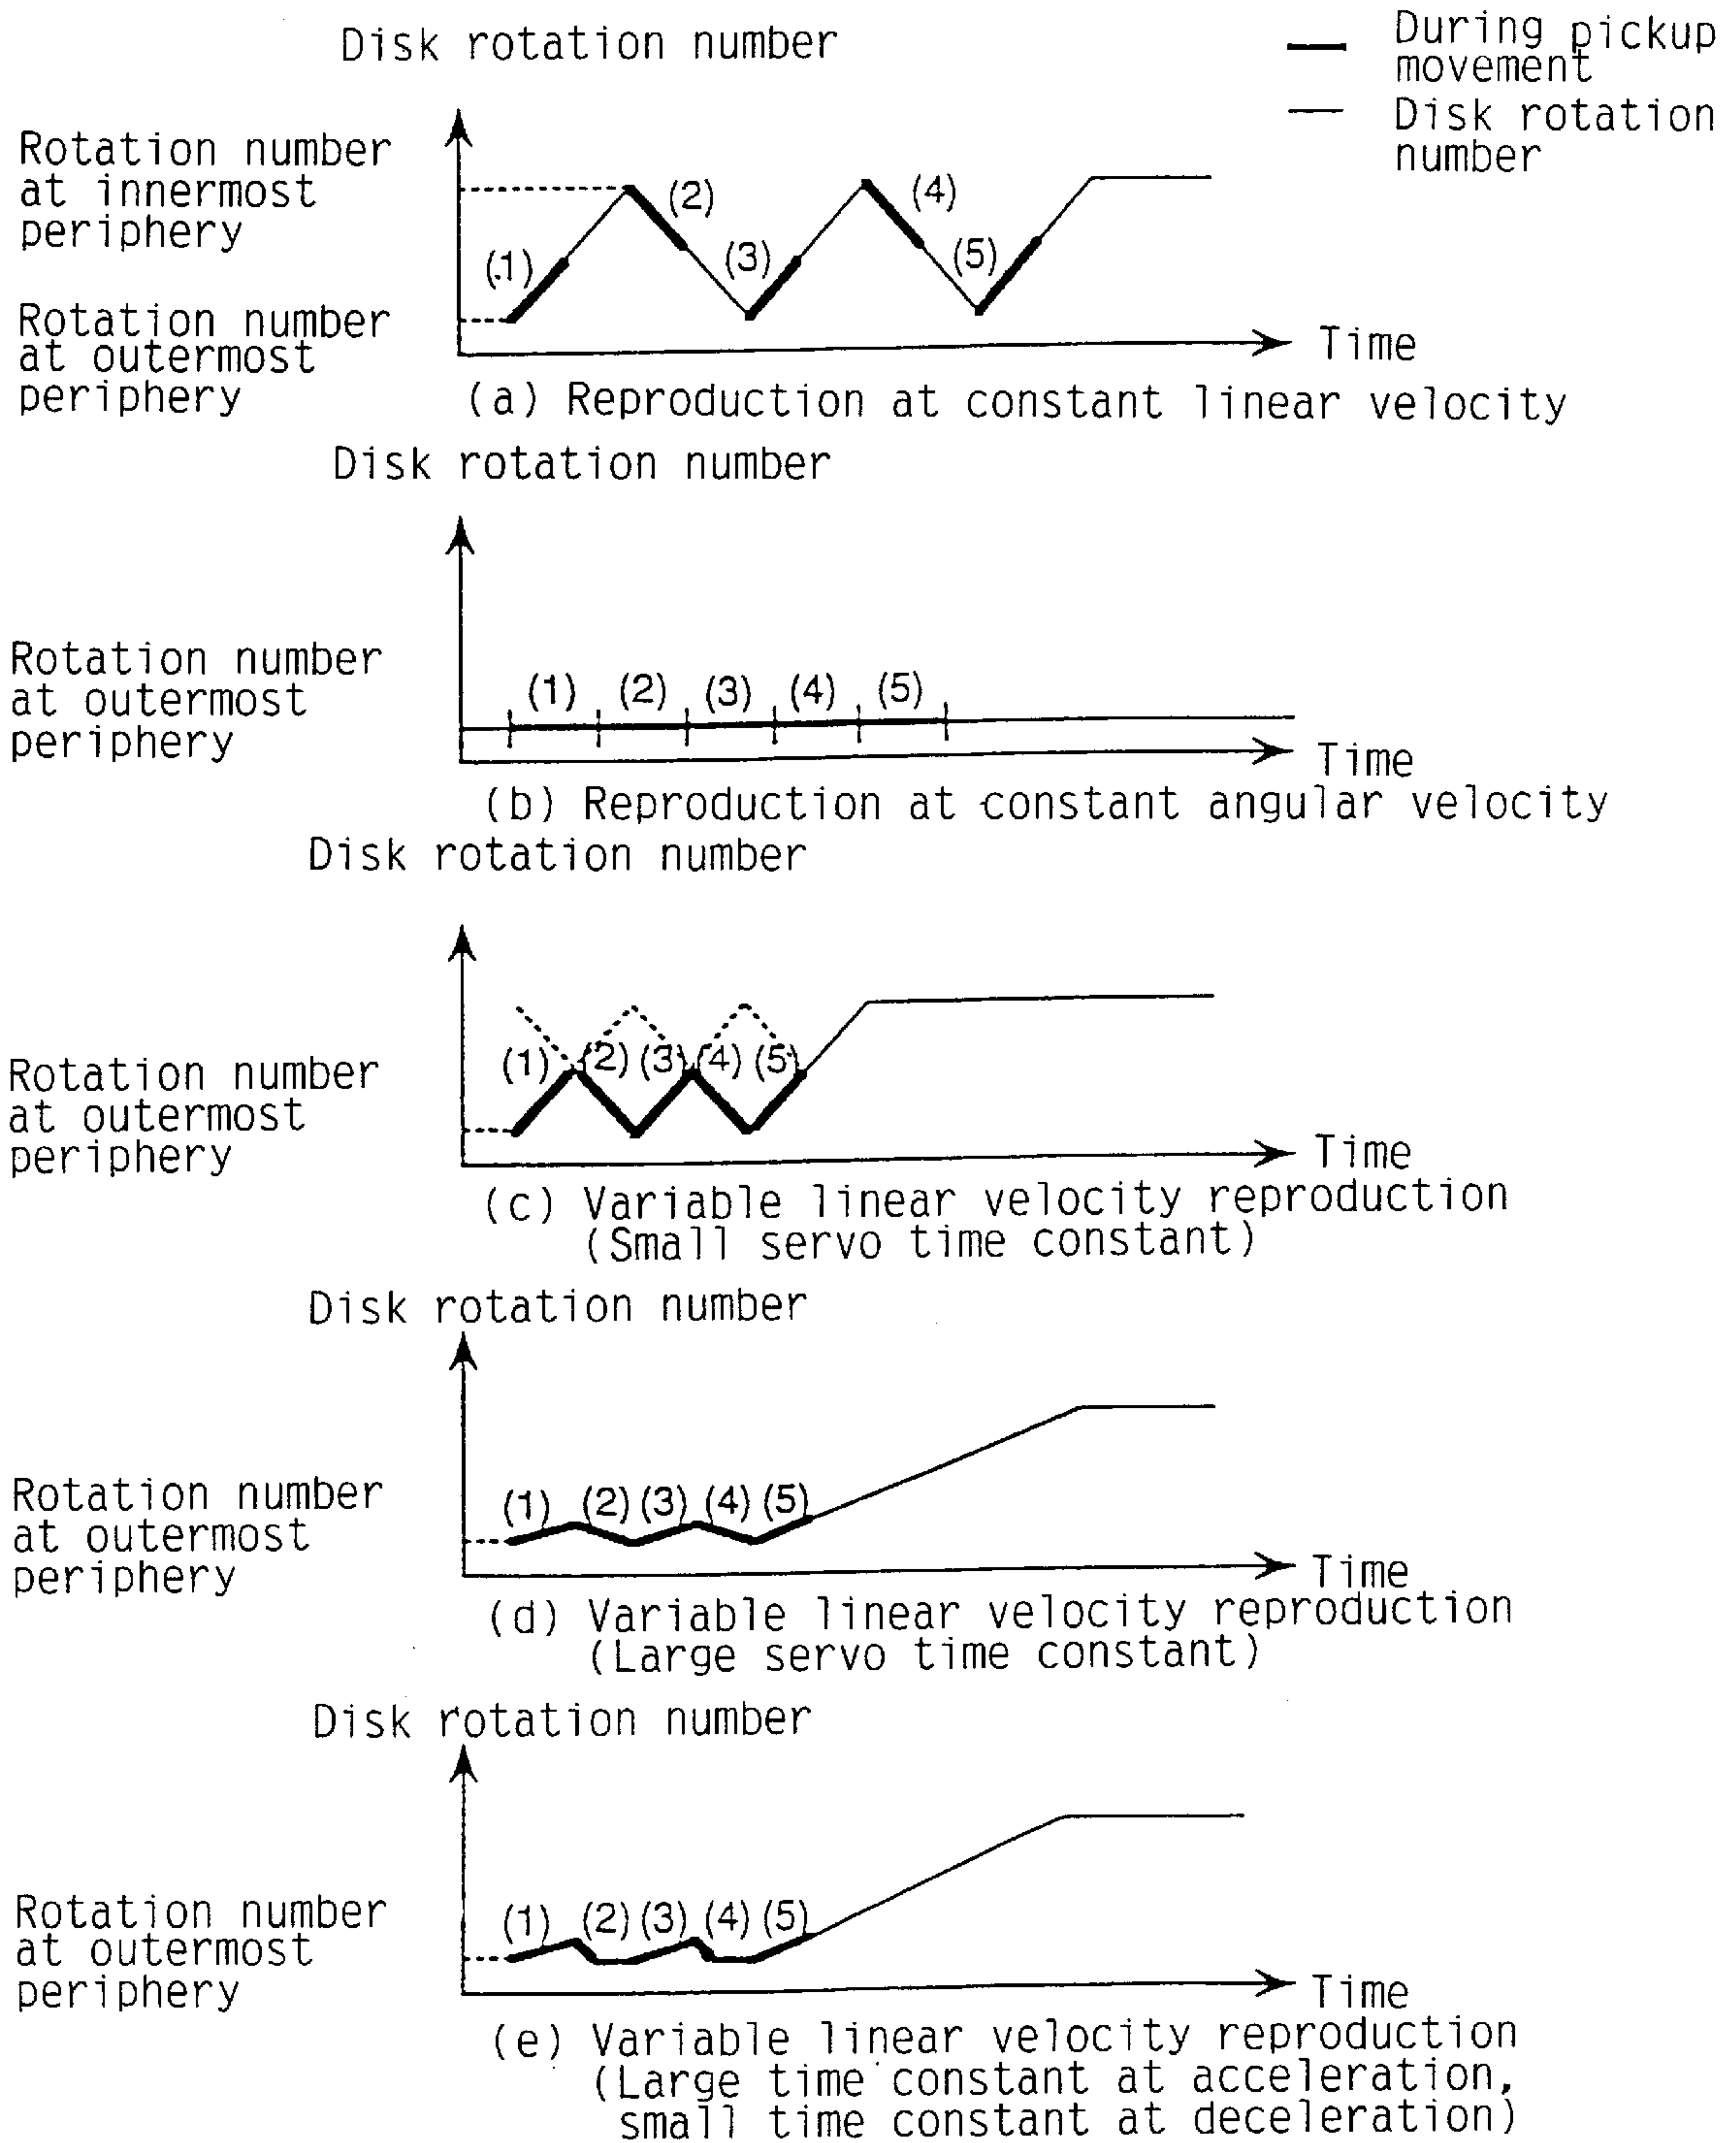 Disk rotation number
During pickup
movement
Disk rotation
number
Rotation number
at innermost
periphery
(1)
(2)
(3)
(4)
(5)
Rotation number
at outermost
periphery
Time
(a) Reproduction at constant linear velocity
Disk rotation number
Rotation number
at outermost
periphery
(1) (2) (3) (4) (5)
Time
(b) Reproduction at constant angular velocity
Disk rotation number
Rotation number
at outermost
periphery
(1) (2) (3) (4) (5)
Time
(c) Variable linear velocity reproduction
(Small servo time constant)
Disk rotation number
Rotation number
at outermost
periphery
(1) (2) (3) (4) (5)
Time
(d) Variable linear velocity reproduction
(Large servo time constant)
Disk rotation number
Rotation number
at outermost
periphery
(1) (2) (3) (4) (5)
Time
(e) Variable linear velocity reproduction
(Large time constant at acceleration,
small time constant at deceleration)